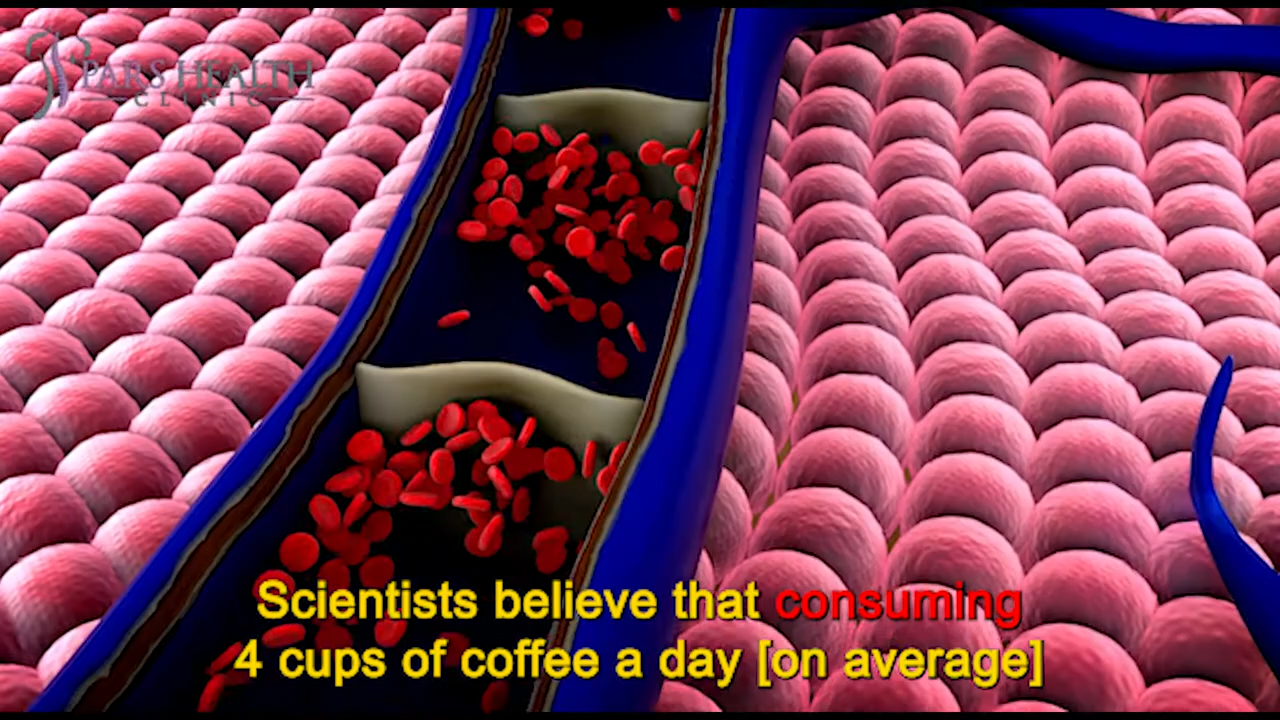 PARS HEALTH
CLINIC
Scientists believe that consuming
4 cups of coffee a day [on average]